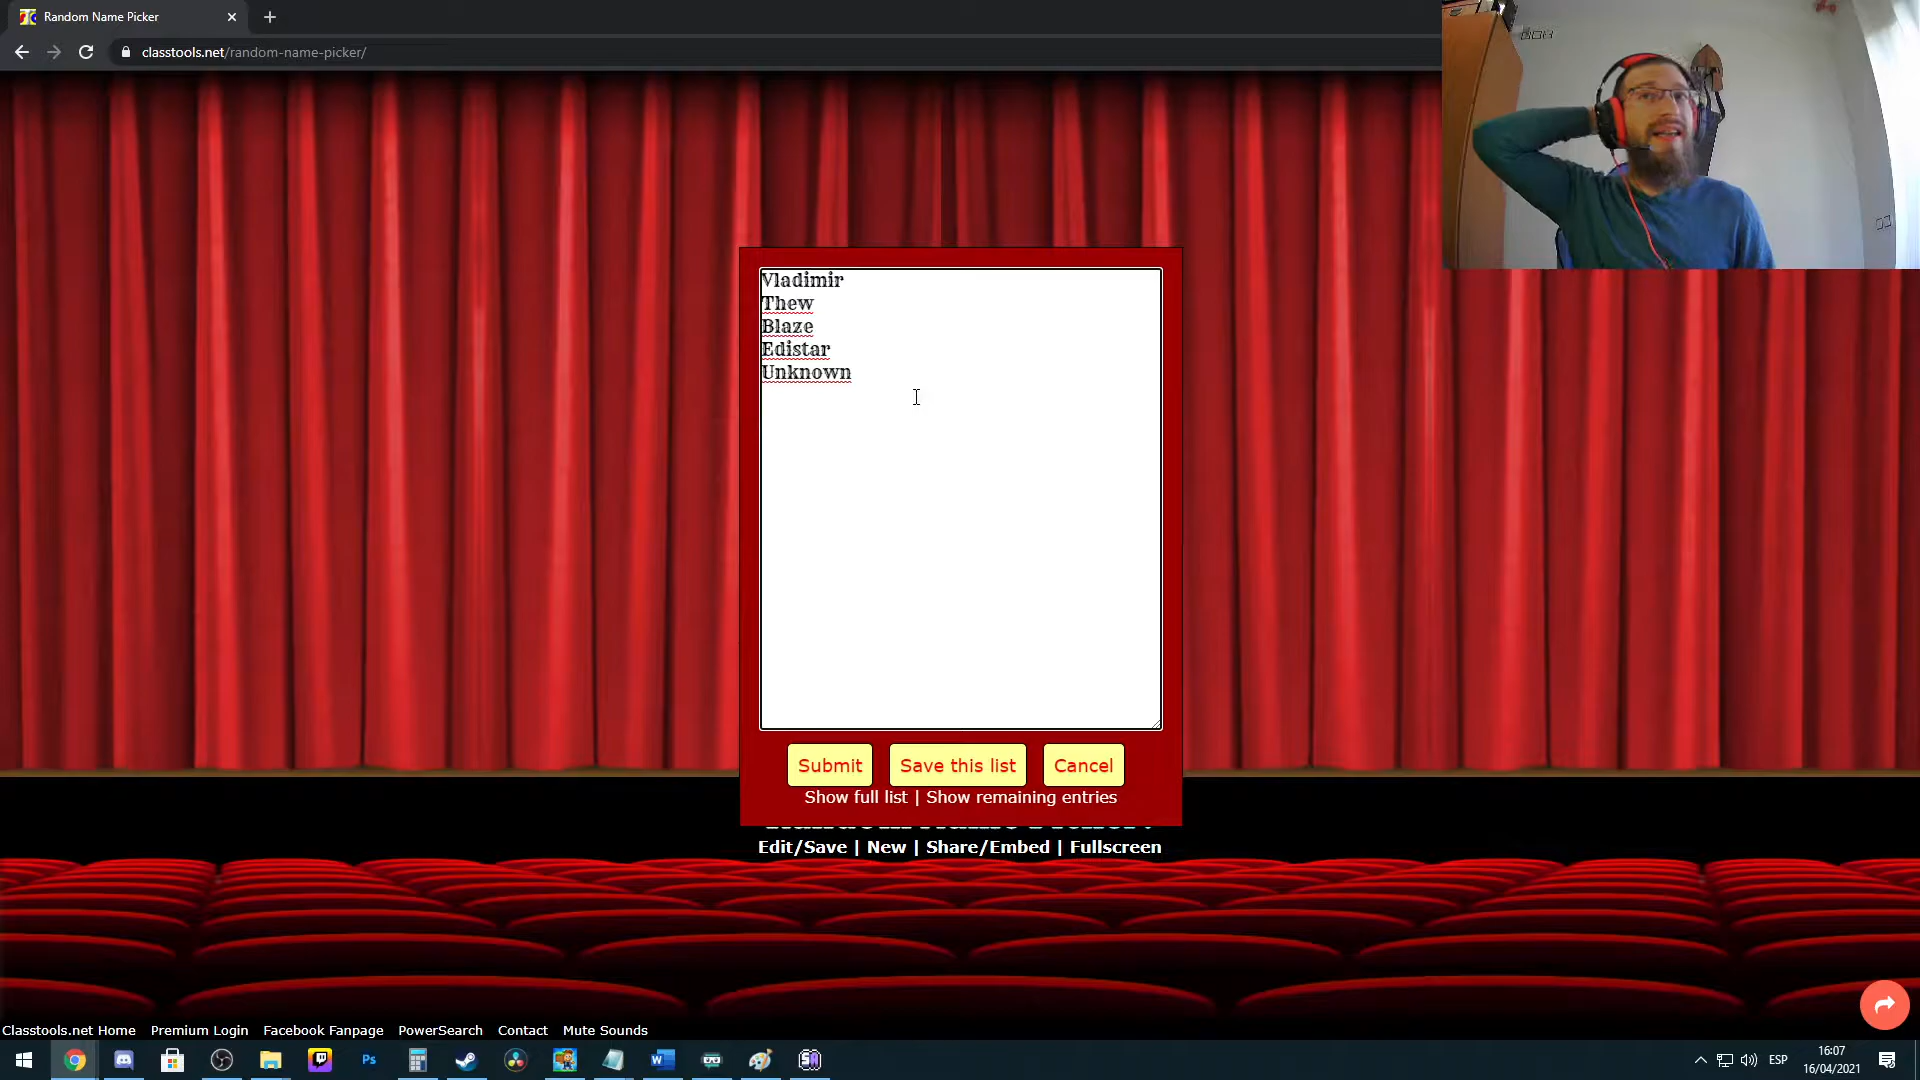 Random Name Picker
classtools.net/random-name-picker/
Vladimir
Thew
Blaze
Edistar
Unknown
Submit
Save this list
Cancel
Show full list | Show remaining entries
Edit/Save | New | Share/Embed | Fullscreen
Classtools.net Home
Premium Login
Facebook Fanpage
PowerSearch
Contact
Mute Sounds
Ps
ESP
16:07
16/04/2021